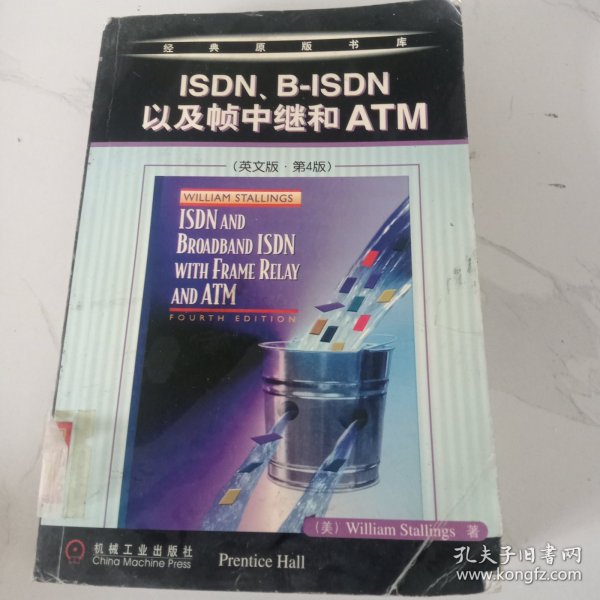 经典原版书库
ISDN、B-ISDN
以及帧中继和 ATM
（英文版·第4版）
WILLIAM STALLINGS
ISDN AND
BROADBAND ISDN
WITH FRAME RELAY
AND ATM
FOURTH EDITION
（美）William Stallings 著
机械工业出版社
China Machine Press
Prentice Hall
孔夫子旧书网
www.kongfz.com